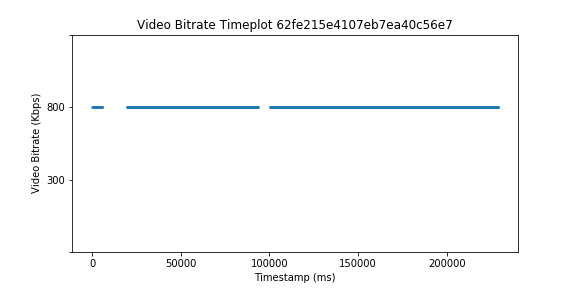 Video Bitrate Timeplot 62fe215e4107eb7ea40c56e7
Video Bitrate (Kbps)
800
300
0 50000 100000 150000 200000
Timestamp (ms)